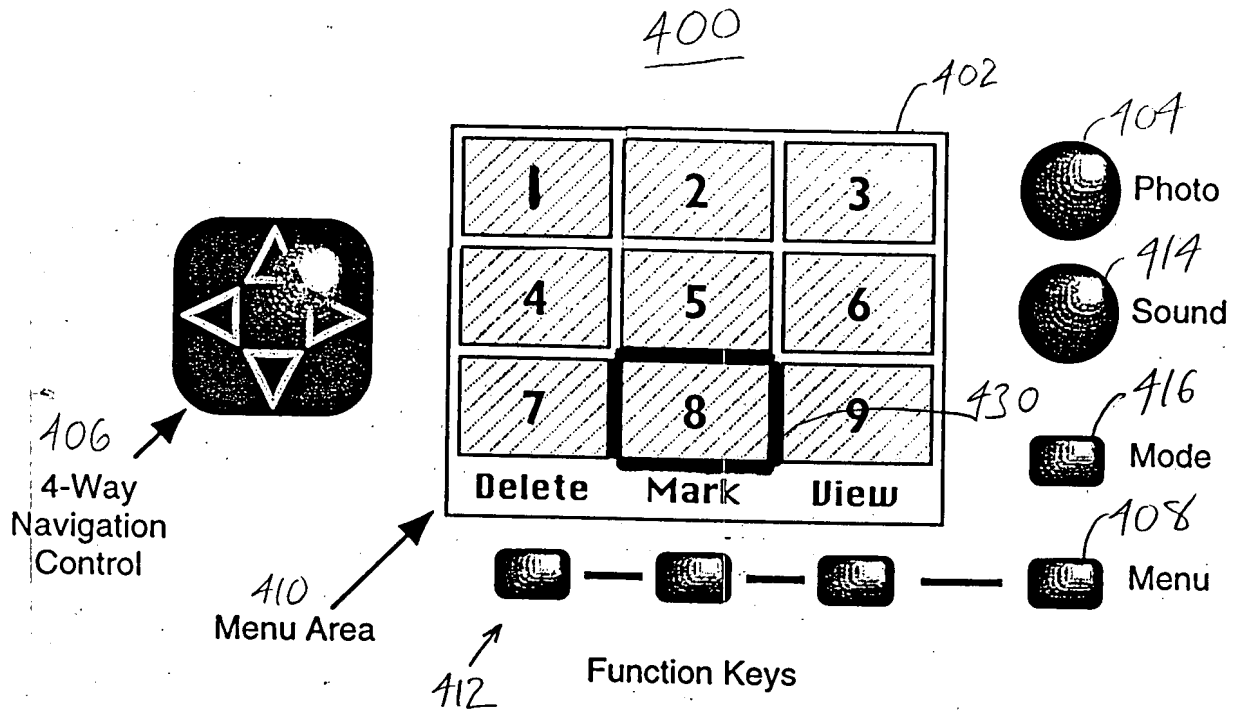 400
402
404
Photo
1 2 3
414
Sound
4 5 6
416
Mode
7 8 9
430
406
4-Way
Navigation
Control
Delete Mark View
408
Menu
410
Menu Area
412
Function Keys